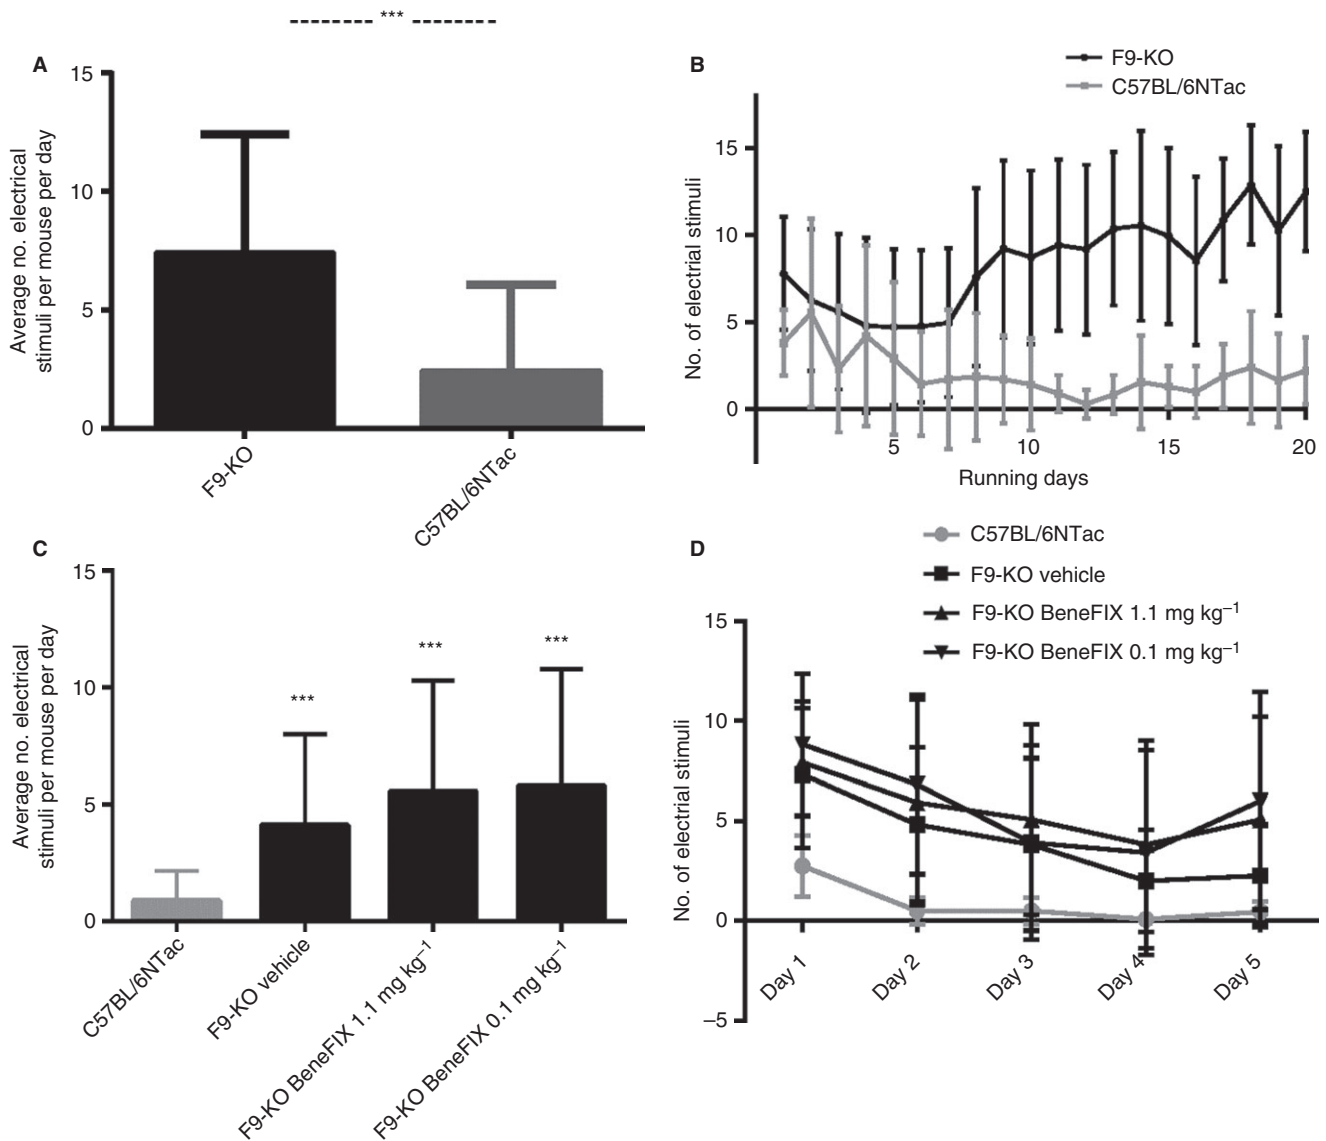 ***
A
15
10
5
0
Average no. electrical
stimuli per mouse per day
F9-KO
C57BL/6NTac
B
F9-KO
C57BL/6NTac
15
10
5
0
No. of electrial stimuli
5
10
15
20
Running days
C
15
10
5
0
Average no. electrical
stimuli per mouse per day
***
***
***
C57BL/6NTac
F9-KO vehicle
F9-KO BeneFIX 1.1 mg kg⁻¹
F9-KO BeneFIX 0.1 mg kg⁻¹
D
C57BL/6NTac
F9-KO vehicle
F9-KO BeneFIX 1.1 mg kg⁻¹
F9-KO BeneFIX 0.1 mg kg⁻¹
15
10
5
0
–5
No. of electrial stimuli
Day 1
Day 2
Day 3
Day 4
Day 5